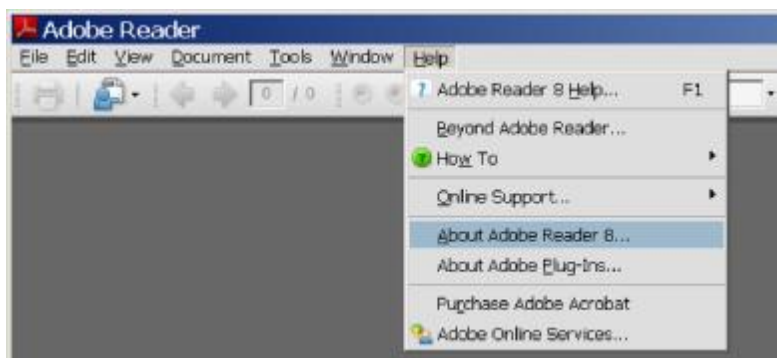 Adobe Reader
File Edit View Document Tools Window Help
0 / 0
Adobe Reader 8 Help... F1
Beyond Adobe Reader...
How To
Online Support...
About Adobe Reader 8...
About Adobe Plug-Ins...
Purchase Adobe Acrobat
Adobe Online Services...